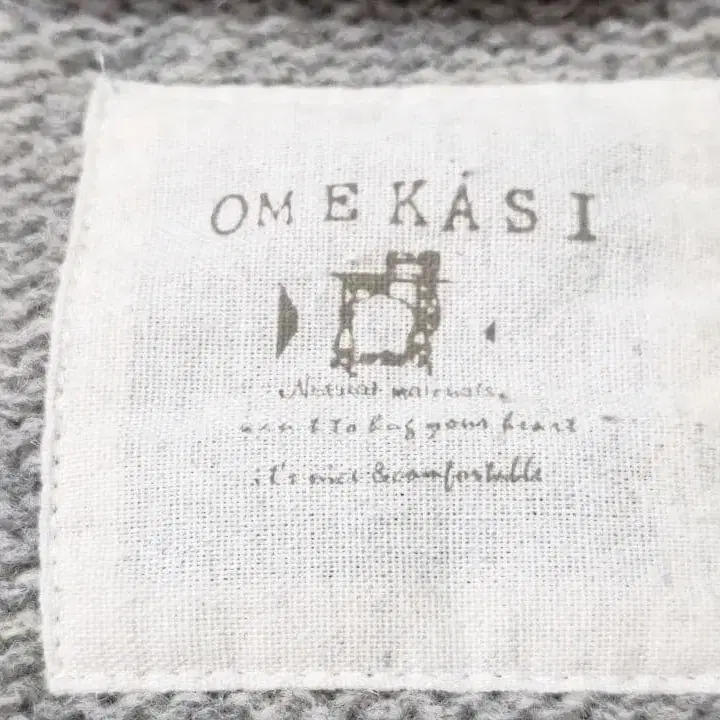 OMEKASI
Natural materials.
want to hug your heart
it's nice & comfortable